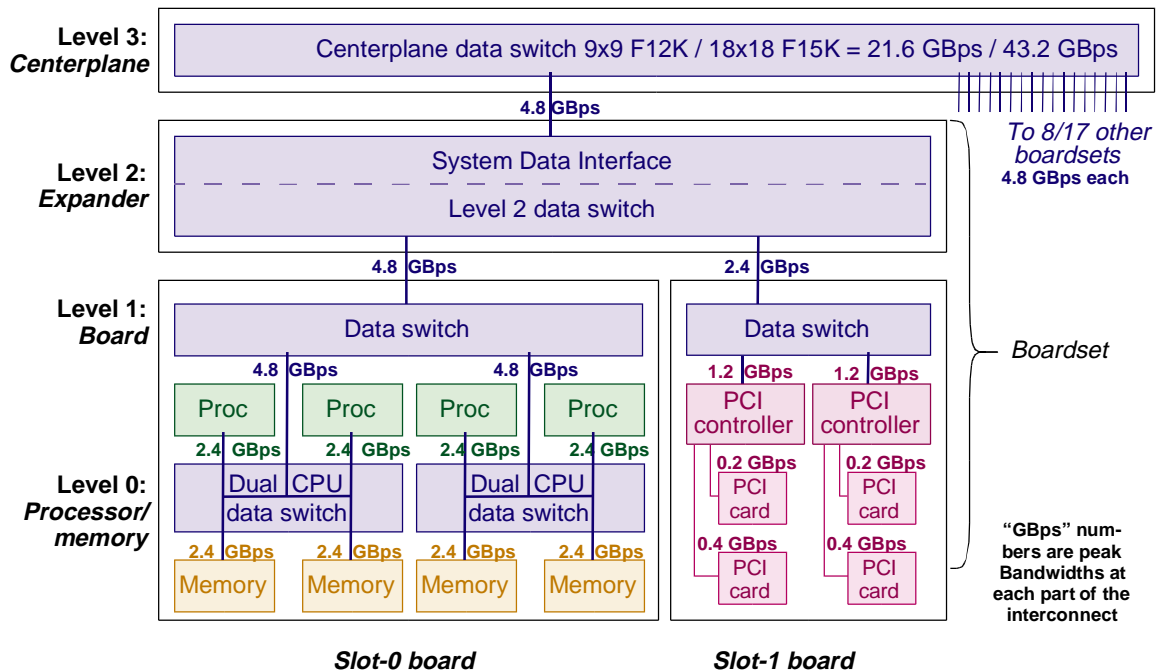 Level 3:
Centerplane
Centerplane data switch 9x9 F12K / 18x18 F15K = 21.6 GBps / 43.2 GBps
4.8 GBps
To 8/17 other
boardsets
4.8 GBps each
Level 2:
Expander
System Data Interface
Level 2 data switch
4.8 GBps
2.4 GBps
Level 1:
Board
Data switch
Data switch
Boardset
4.8 GBps
4.8 GBps
1.2 GBps
1.2 GBps
Proc
Proc
Proc
Proc
PCI
controller
PCI
controller
2.4 GBps
2.4 GBps
2.4 GBps
2.4 GBps
Level 0:
Processor/
memory
Dual CPU
data switch
Dual CPU
data switch
0.2 GBps
0.2 GBps
PCI
card
PCI
card
2.4 GBps
2.4 GBps
2.4 GBps
2.4 GBps
0.4 GBps
0.4 GBps
Memory
Memory
Memory
Memory
PCI
card
PCI
card
“GBps” num-
bers are peak
Bandwidths at
each part of the
interconnect
Slot-0 board
Slot-1 board